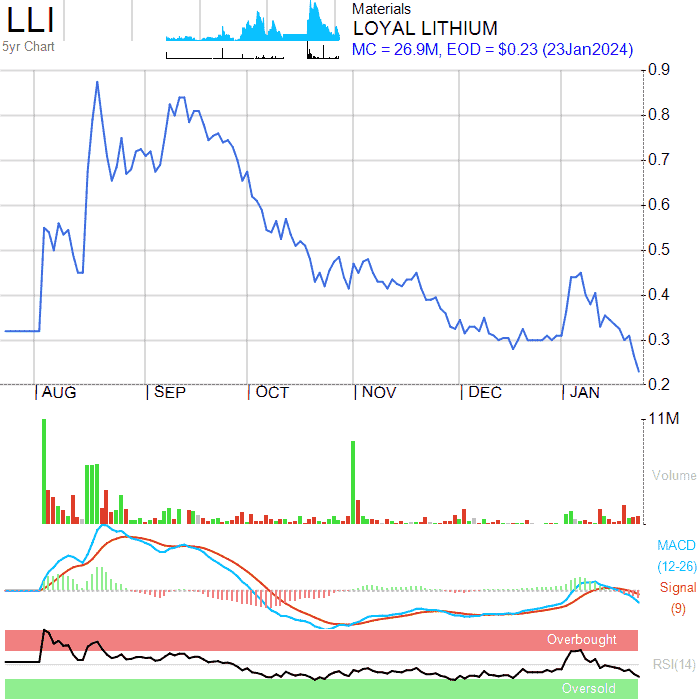 LLI
5yr Chart
Materials
LOYAL LITHIUM
MC = 26.9M, EOD = $0.23 (23Jan2024)
0.9
0.8
0.7
0.6
0.5
0.4
0.3
0.2
AUG SEP OCT NOV DEC JAN
11M
Volume
MACD
(12-26)
Signal
(9)
Overbought
RSI(14)
Oversold